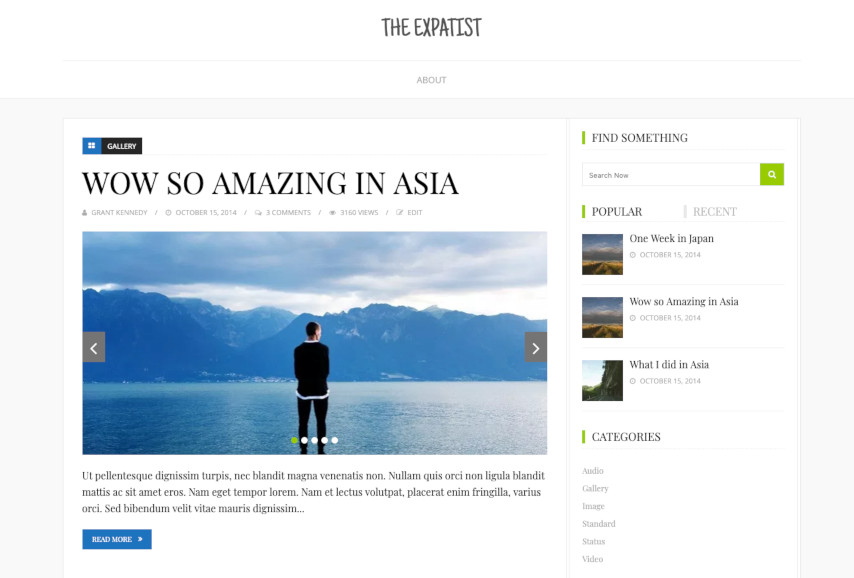 THE EXPATIST
ABOUT
GALLERY
WOW SO AMAZING IN ASIA
GRANT KENNEDY / OCTOBER 15, 2014 / 3 COMMENTS / 3160 VIEWS / EDIT
Ut pellentesque dignissim turpis, nec blandit magna venenatis non. Nullam quis orci non ligula blandit
mattis ac sit amet eros. Nam eget tempor lorem. Nam et lectus volutpat, placerat enim fringilla, varius
orci. Sed bibendum velit vitae mauris dignissim...
READ MORE »
FIND SOMETHING
Search Now
POPULAR RECENT
One Week in Japan
OCTOBER 15, 2014
Wow so Amazing in Asia
OCTOBER 15, 2014
What I did in Asia
OCTOBER 15, 2014
CATEGORIES
Audio
Gallery
Image
Standard
Status
Video